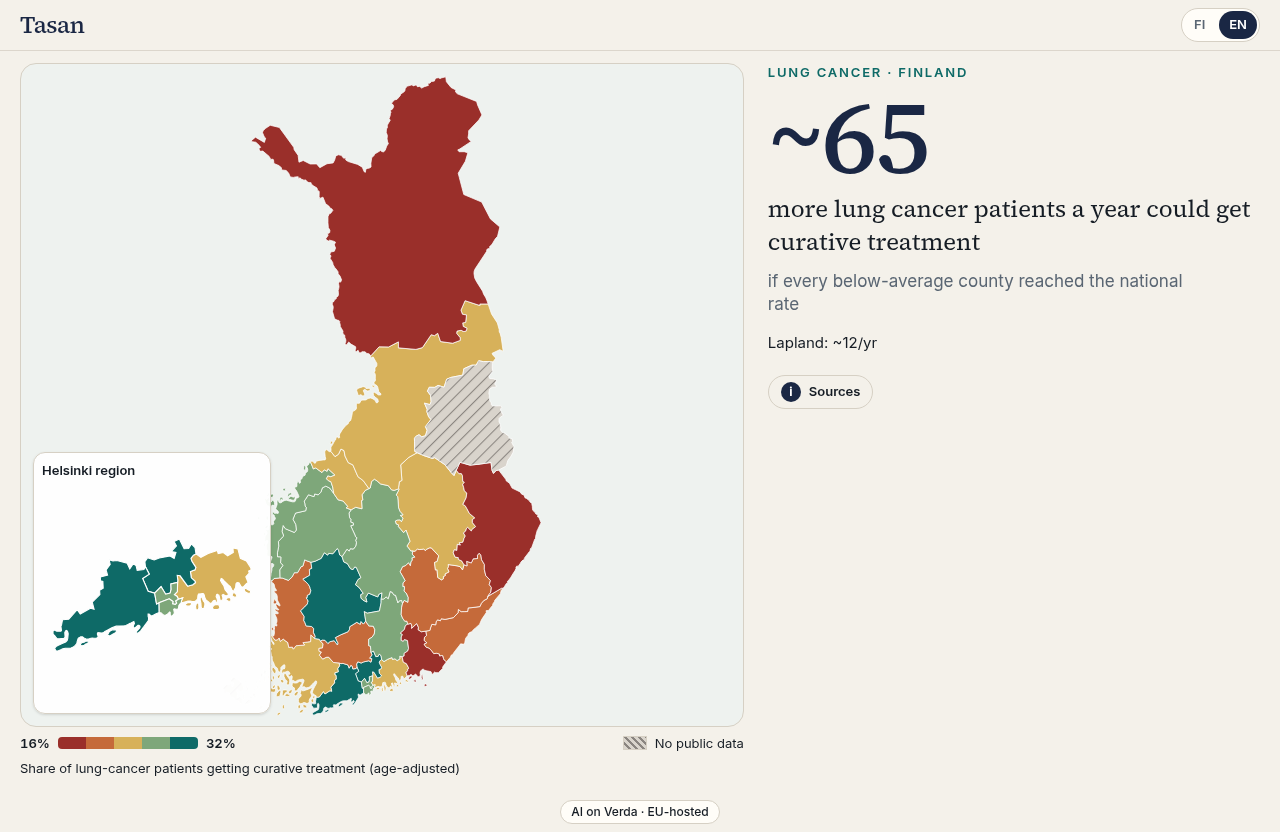 Tasan
FI
EN
LUNG CANCER · FINLAND
~65
more lung cancer patients a year could get
curative treatment
if every below-average county reached the national
rate
Lapland: ~12/yr
i Sources
Helsinki region
16%
32%
No public data
Share of lung-cancer patients getting curative treatment (age-adjusted)
AI on Verda · EU-hosted